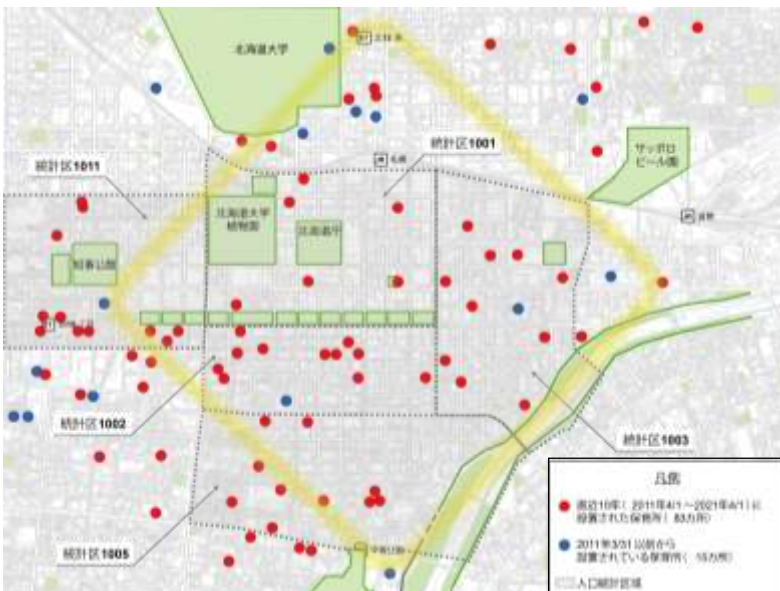 北海道大学
札幌
統計区1001
サッポロ
ビール園
統計区1011
北海道大学
植物園
北海道庁
知事公館
統計区1002
統計区1003
統計区1005
中島公園
凡例
直近10年( 2011年4/1～2021年4/1)に
設置された保育所( 83カ所)
2011年3/31以前から
設置されている保育所( 15カ所)
人口統計区域